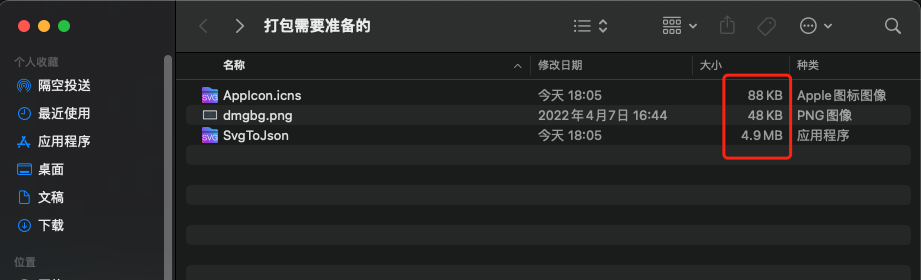 打包需要准备的
个人收藏
隔空投送
最近使用
应用程序
桌面
文稿
下载
位置
名称 修改日期 大小 种类
SVG AppIcon.icns 今天 18:05 88 KB Apple图标图像
dmgbg.png 2022年4月7日 16:44 48 KB PNG图像
SVG SvgToJson 今天 18:05 4.9 MB 应用程序